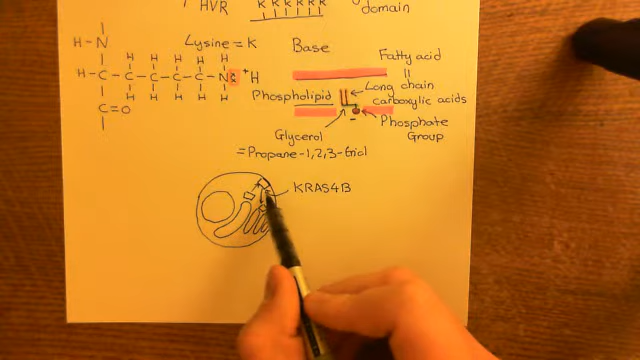 HVR
KKKKKK
domain
Lysine = K
Base
H-N
H H H H H
H-C-C-C-C-C-N: +H
H H H H H
C=O
Fatty acid
=
Long chain
carboxylic acids
Phospholipid
Phosphate
Group
Glycerol
= Propane-1,2,3-triol
KRAS4B